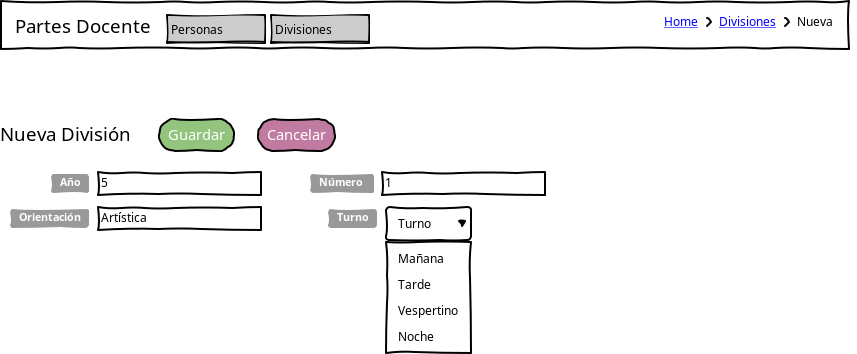 Partes Docente Personas Divisiones Home Divisiones Nueva
Nueva División Guardar Cancelar
Año 5 Número 1
Orientación Artística Turno Turno
Mañana
Tarde
Vespertino
Noche